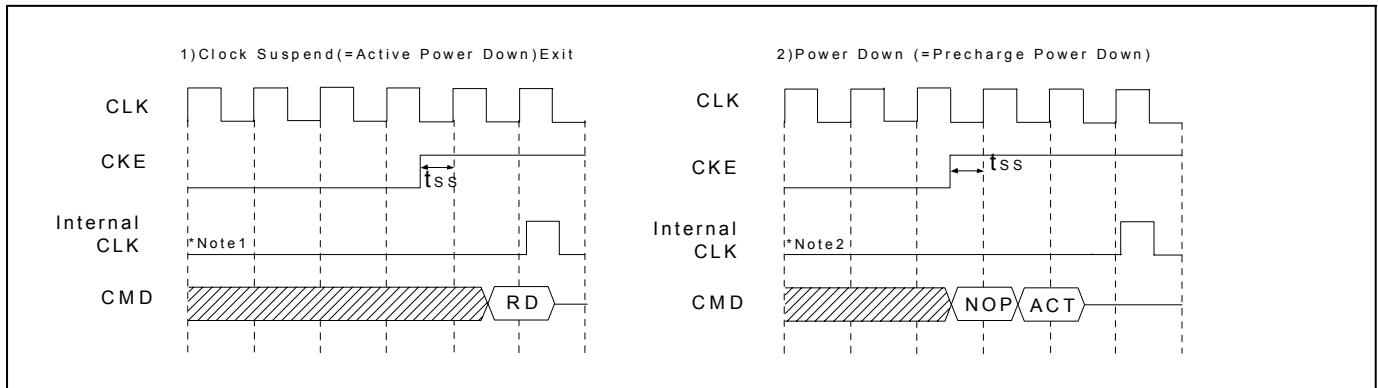 1)Clock Suspend(=Active Power Down)Exit
CLK
CKE
tss
Internal
CLK
*Note1
CMD
RD
2)Power Down (=Precharge Power Down)
CLK
CKE
tss
Internal
CLK
*Note2
CMD
NOP
ACT